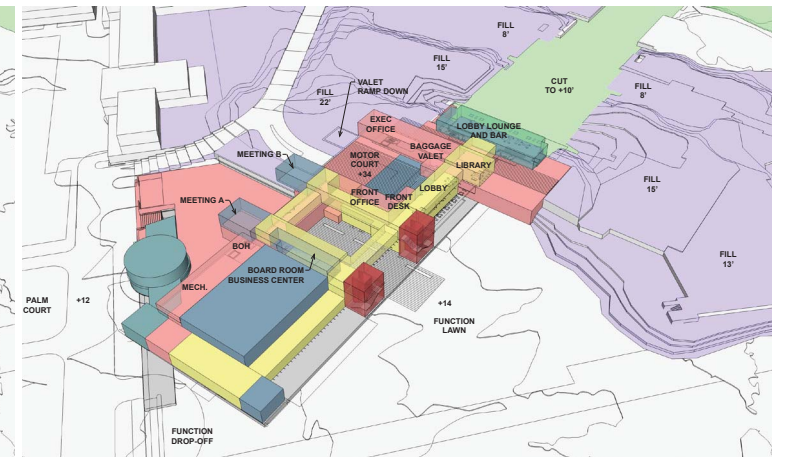 FILL
8'
FILL
15'
CUT
TO +10'
FILL
8'
FILL
22'
VALET
RAMP DOWN
EXEC
OFFICE
LOBBY LOUNGE
AND BAR
BAGGAGE
VALET
MEETING B
MOTOR
COURT
+34
LIBRARY
FILL
15'
LOBBY
FRONT
OFFICE
FRONT
DESK
MEETING A
BOH
FILL
13'
BOARD ROOM
BUSINESS CENTER
MECH.
PALM
COURT
+12
+14
FUNCTION
LAWN
FUNCTION
DROP-OFF